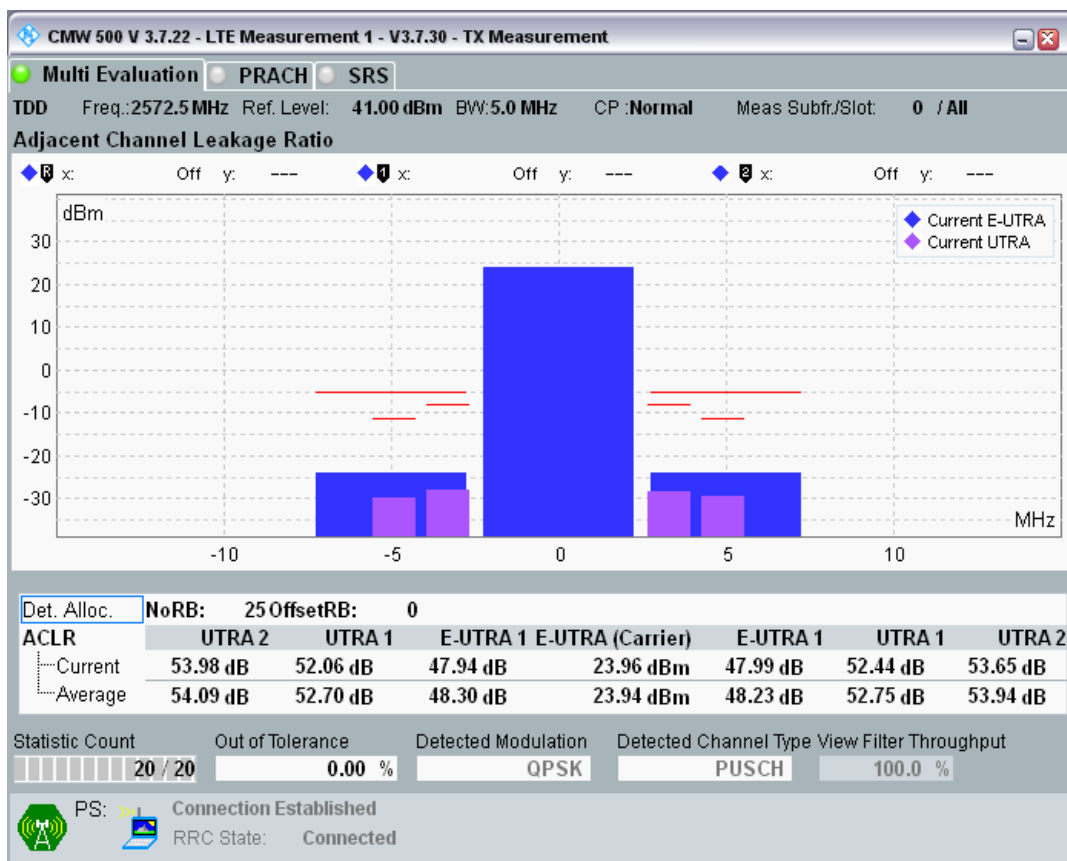 CMW 500 V 3.7.22 - LTE Measurement 1 - V3.7.30 - TX Measurement
Multi Evaluation PRACH SRS
TDD Freq.:2572.5 MHz Ref. Level: 41.00 dBm BW:5.0 MHz CP :Normal Meas Subfr./Slot: 0 / All
Adjacent Channel Leakage Ratio
R x: Off y: --- 1 x: Off y: --- 2 x: Off y: ---
dBm
Current E-UTRA
Current UTRA
30
20
10
0
-10
-20
-30
MHz
-10 -5 0 5 10
Det. Alloc. NoRB: 25 OffsetRB: 0
ACLR UTRA 2 UTRA 1 E-UTRA 1 E-UTRA (Carrier) E-UTRA 1 UTRA 1 UTRA 2
Current 53.98 dB 52.06 dB 47.94 dB 23.96 dBm 47.99 dB 52.44 dB 53.65 dB
Average 54.09 dB 52.70 dB 48.30 dB 23.94 dBm 48.23 dB 52.75 dB 53.94 dB
Statistic Count Out of Tolerance Detected Modulation Detected Channel Type View Filter Throughput
20 / 20 0.00 % QPSK PUSCH 100.0 %
PS: Connection Established
RRC State: Connected